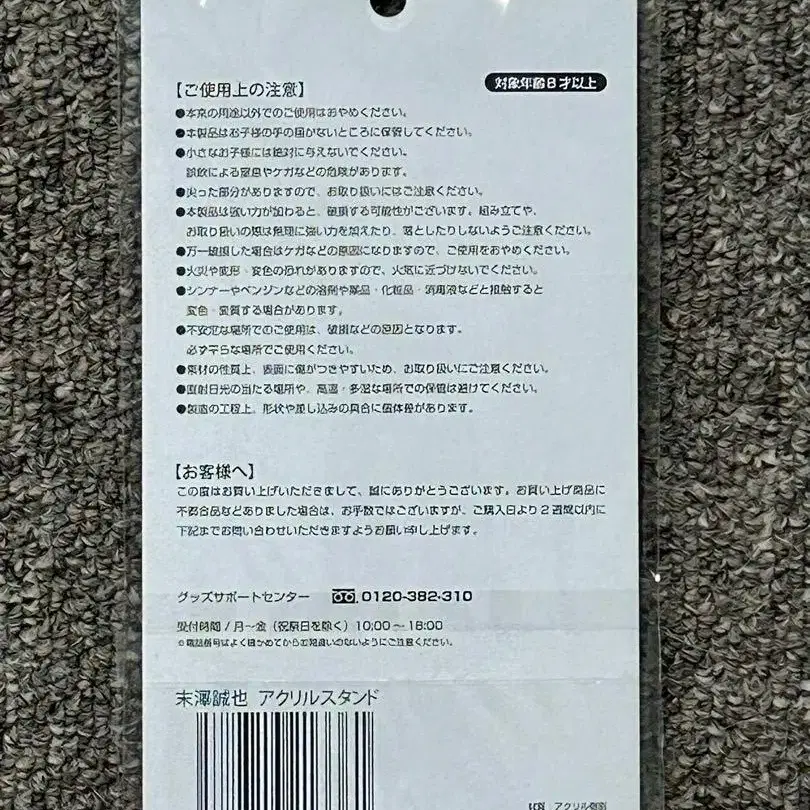 【ご使用上の注意】
対象年齢8才以上
●本来の用途以外でのご使用はおやめください。
●本製品はお子様の手の届かないところに保管してください。
●小さなお子様には絶対に与えないでください。
誤飲による窒息やケガなどの危険があります。
●尖った部分がありますので、お取り扱いにはご注意ください。
●本製品は強い力が加わると、破損する可能性がございます。組み立てや、
お取り扱いの際は無理に強い力を加えたり、落としたりしないようご注意ください。
●万一破損した場合はケガなどの原因になりますので、ご使用をおやめください。
●火災や変形・変色の恐れがありますので、火気に近づけないでください。
●シンナーやベンジンなどの溶剤や薬品・化粧品・消毒液などと接触すると
変色・変質する場合があります。
●不安定な場所でのご使用は、破損などの原因となります。
必ず平らな場所でご使用ください。
●素材の性質上、表面に傷がつきやすいため、お取り扱いにご注意ください。
●直射日光の当たる場所や、高温・多湿な場所での保管は避けてください。
●製造の工程上、形状や差し込みの具合に個体差があります。
【お客様へ】
この度はお買い上げいただきまして、誠にありがとうございます。お買い上げ商品に
不都合品などありました場合は、お手数ではございますが、ご購入日より2週間以内に
下記までお問い合わせいただきますようお願い申し上げます。
グッズサポートセンター 0120-382-310
受付時間/月~金(祝祭日を除く)10:00~18:00
※電話番号はよく確かめてからお間違いのないようにご注意ください。
末澤誠也 アクリルスタンド
アクリル樹脂